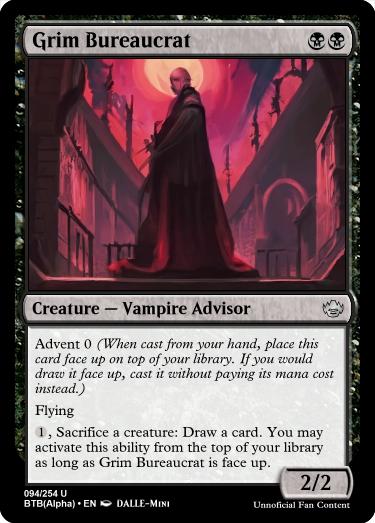 Grim Bureaucrat
Creature — Vampire Advisor
Advent 0 (When cast from your hand, place this
card face up on top of your library. If you would
draw it face up, cast it without paying its mana cost
instead.)
Flying
1, Sacrifice a creature: Draw a card. You may
activate this ability from the top of your library
as long as Grim Bureaucrat is face up.
2/2
094/254 U
BTB(Alpha) • EN DALLE-Mini
Unnoficial Fan Content